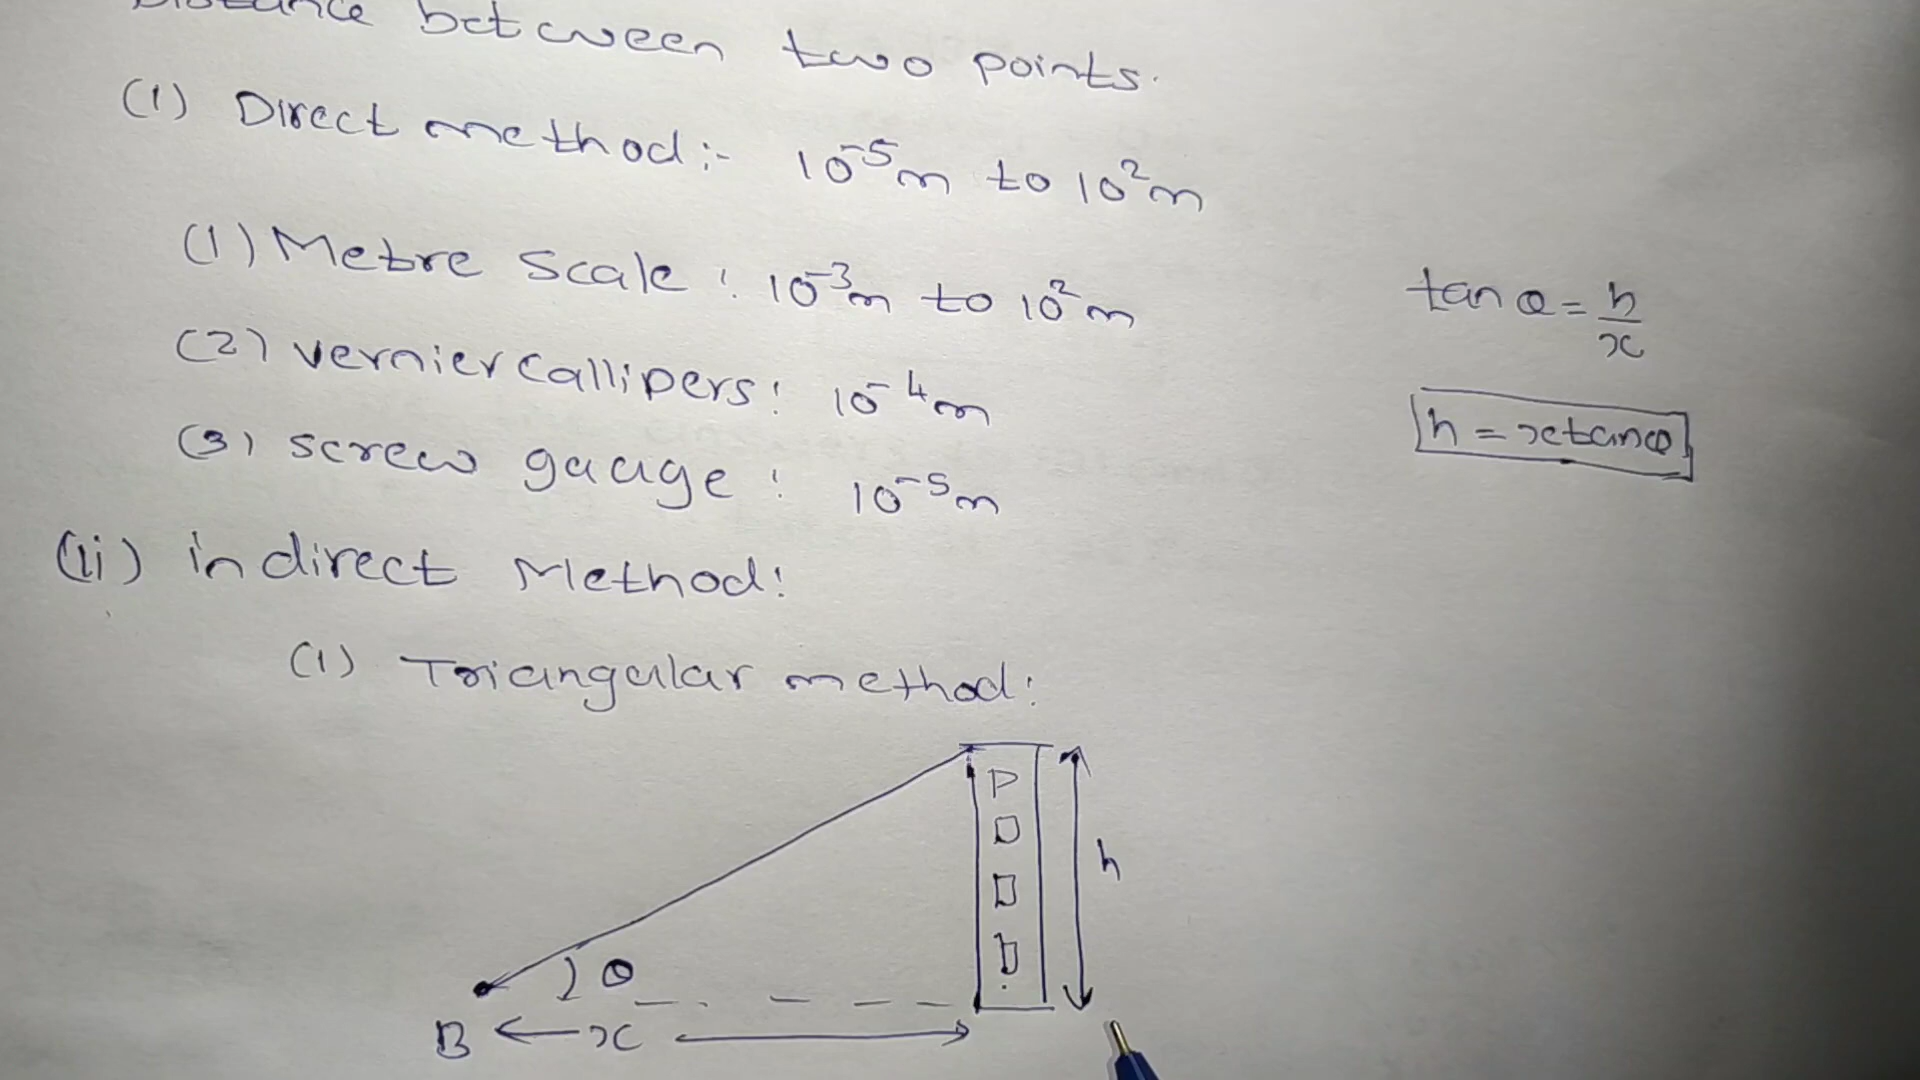 Distance between two points.
(1) Direct method :- 10⁻⁵m to 10²m
(1) Metre Scale : 10⁻³m to 10²m
(2) vernier Callipers : 10⁻⁴m
(3) screw gauge : 10⁻⁵m
(ii) indirect Method :
(1) Triangular method :
tan θ = h/x
h = x tan θ
P
h
θ
B
x